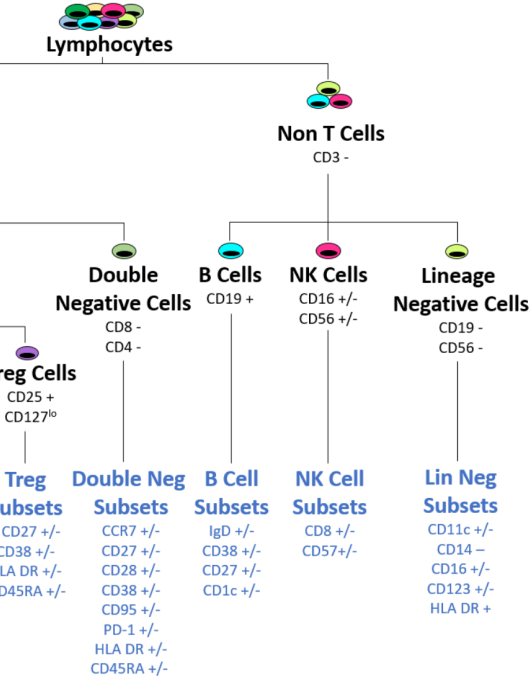 Lymphocytes
Non T Cells
CD3 -
Double
Negative Cells
CD8 -
CD4 -
B Cells
CD19 +
NK Cells
CD16 +/-
CD56 +/-
Lineage
Negative Cells
CD19 -
CD56 -
reg Cells
CD25 +
CD127lo
Treg
ubsets
CD27 +/-
CD38 +/-
LA DR +/-
D45RA +/-
Double Neg
Subsets
CCR7 +/-
CD27 +/-
CD28 +/-
CD38 +/-
CD95 +/-
PD-1 +/-
HLA DR +/-
CD45RA +/-
B Cell
Subsets
IgD +/-
CD38 +/-
CD27 +/-
CD1c +/-
NK Cell
Subsets
CD8 +/-
CD57+/-
Lin Neg
Subsets
CD11c +/-
CD14 –
CD16 +/-
CD123 +/-
HLA DR +